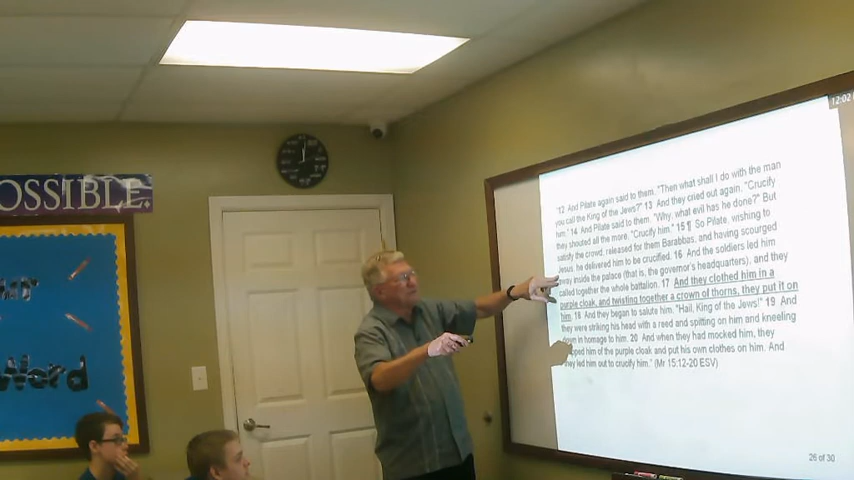 OSSIBLE.
ur
Word
12:02
"12 And Pilate again said to them, "Then what shall I do with the man
you call the King of the Jews?" 13 And they cried out again, "Crucify
him." 14 And Pilate said to them, "Why, what evil has he done?" But
they shouted all the more, "Crucify him." 15 ¶ So Pilate, wishing to
satisfy the crowd, released for them Barabbas, and having scourged
Jesus, he delivered him to be crucified. 16 And the soldiers led him
away inside the palace (that is, the governor's headquarters), and they
called together the whole battalion. 17 And they clothed him in a
purple cloak, and twisting together a crown of thorns, they put it on
him. 18 And they began to salute him, "Hail, King of the Jews!" 19 And
they were striking his head with a reed and spitting on him and kneeling
down in homage to him. 20 And when they had mocked him, they
pped him of the purple cloak and put his own clothes on him. And
they led him out to crucify him." (Mr 15:12-20 ESV)
26 of 30